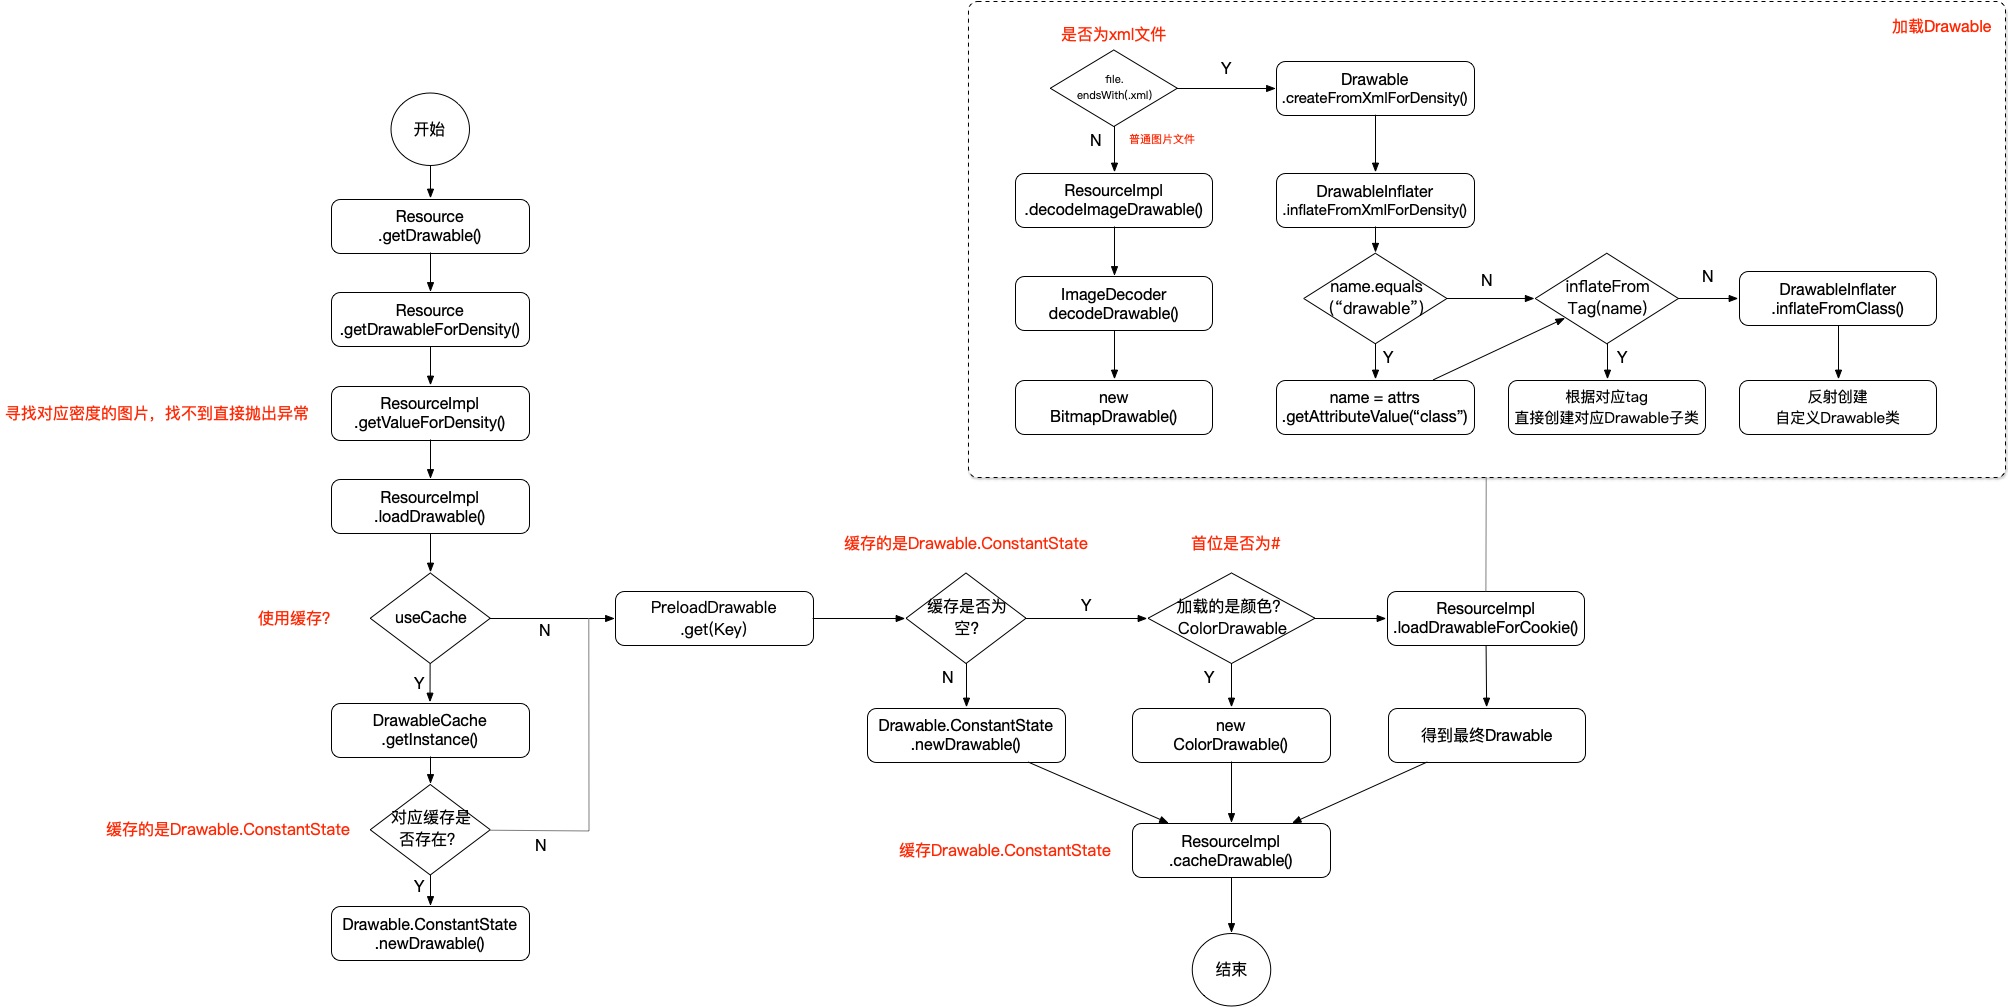 加载Drawable
是否为xml文件
file.
endsWith(.xml)
Y
Drawable
.createFromXmlForDensity()
N
普通图片文件
ResourceImpl
.decodeImageDrawable()
DrawableInflater
.inflateFromXmlForDensity()
ImageDecoder
decodeDrawable()
name.equals
(“drawable”)
N
inflateFrom
Tag(name)
N
DrawableInflater
.inflateFromClass()
Y
Y
new
BitmapDrawable()
name = attrs
.getAttributeValue(“class”)
根据对应tag
直接创建对应Drawable子类
反射创建
自定义Drawable类
开始
Resource
.getDrawable()
Resource
.getDrawableForDensity()
寻找对应密度的图片，找不到直接抛出异常
ResourceImpl
.getValueForDensity()
ResourceImpl
.loadDrawable()
使用缓存？
useCache
N
Y
DrawableCache
.getInstance()
缓存的是Drawable.ConstantState
对应缓存是
否存在？
N
Y
Drawable.ConstantState
.newDrawable()
PreloadDrawable
.get(Key)
缓存的是Drawable.ConstantState
缓存是否为
空？
Y
N
首位是否为#
加载的是颜色？
ColorDrawable
Y
ResourceImpl
.loadDrawableForCookie()
Drawable.ConstantState
.newDrawable()
new
ColorDrawable()
得到最终Drawable
缓存Drawable.ConstantState
ResourceImpl
.cacheDrawable()
结束